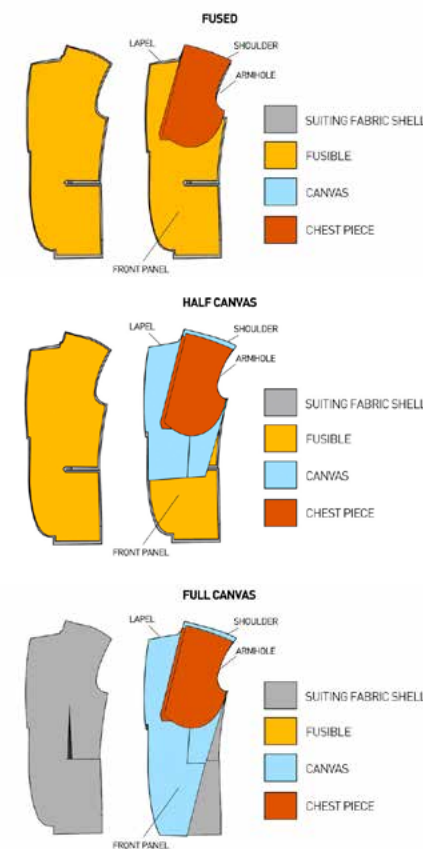 FUSED
LAPEL
SHOULDER
ARMHOLE
SUITING FABRIC SHELL
FUSIBLE
CANVAS
CHEST PIECE
FRONT PANEL
HALF CANVAS
LAPEL
SHOULDER
ARMHOLE
SUITING FABRIC SHELL
FUSIBLE
CANVAS
CHEST PIECE
FRONT PANEL
FULL CANVAS
LAPEL
SHOULDER
ARMHOLE
SUITING FABRIC SHELL
FUSIBLE
CANVAS
CHEST PIECE
FRONT PANEL